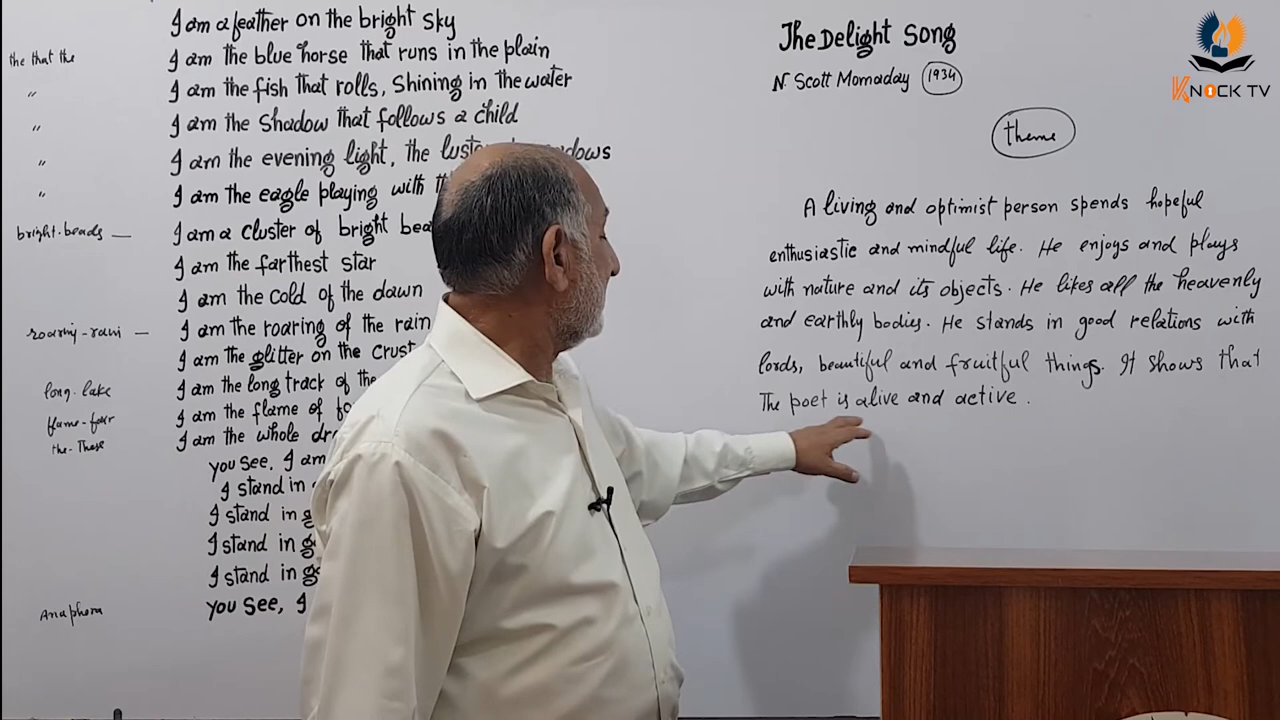 I am a feather on the bright sky
I am the blue horse that runs in the plain
I am the fish that rolls, Shining in the water
I am the Shadow that follows a child
I am the evening light, the
I am the eagle playing with
I am a cluster of bright
I am the farthest star
I am the cold of the dawn
I am the roaring of the rain
I am the glitter on the crust
I am the long track of the
I am the flame of
I am the whole
you see, I am
I stand in
I stand in
I stand in
I stand in
you see, I
the that the
"
"
"
"
bright-beads —
roaring-rain —
long-lake
flame-four
the-These
Anaphora
The Delight Song
N. Scott Momaday 1934
theme
A living and optimist person spends hopeful
enthusiastic and mindful life. He enjoys and plays
with nature and its objects. He likes all the heavenly
and earthly bodies. He stands in good relations with
lords, beautiful and fruitful things. It shows that
The poet is alive and active.
KNOCK TV